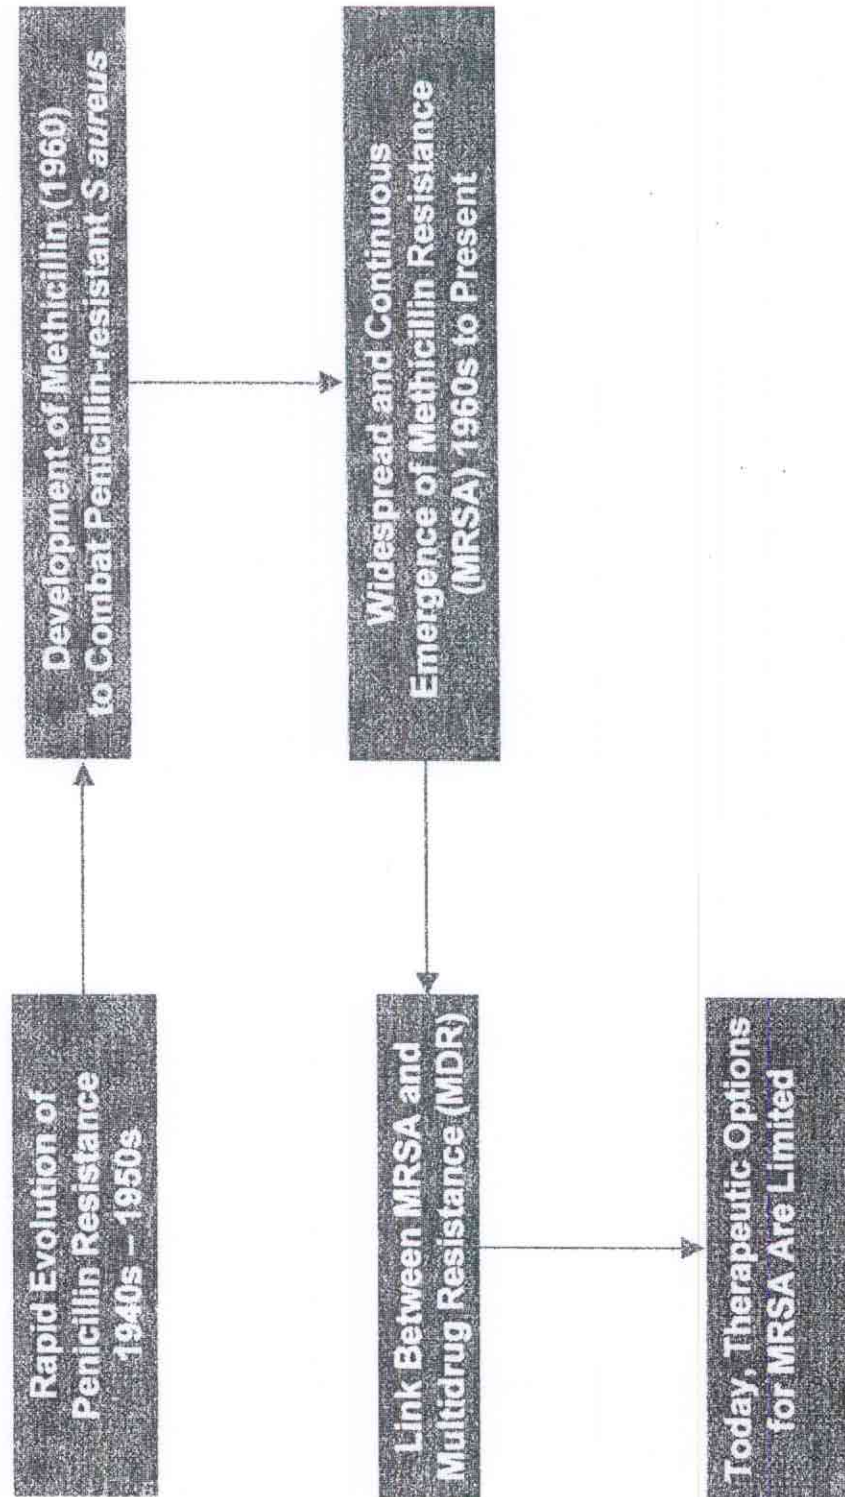 Rapid Evolution of
Penicillin Resistance
1940s – 1950s
Development of Methicillin (1960)
to Combat Penicillin-resistant S aureus
Widespread and Continuous
Emergence of Methicillin Resistance
(MRSA) 1960s to Present
Link Between MRSA and
Multidrug Resistance (MDR)
Today, Therapeutic Options
for MRSA Are Limited